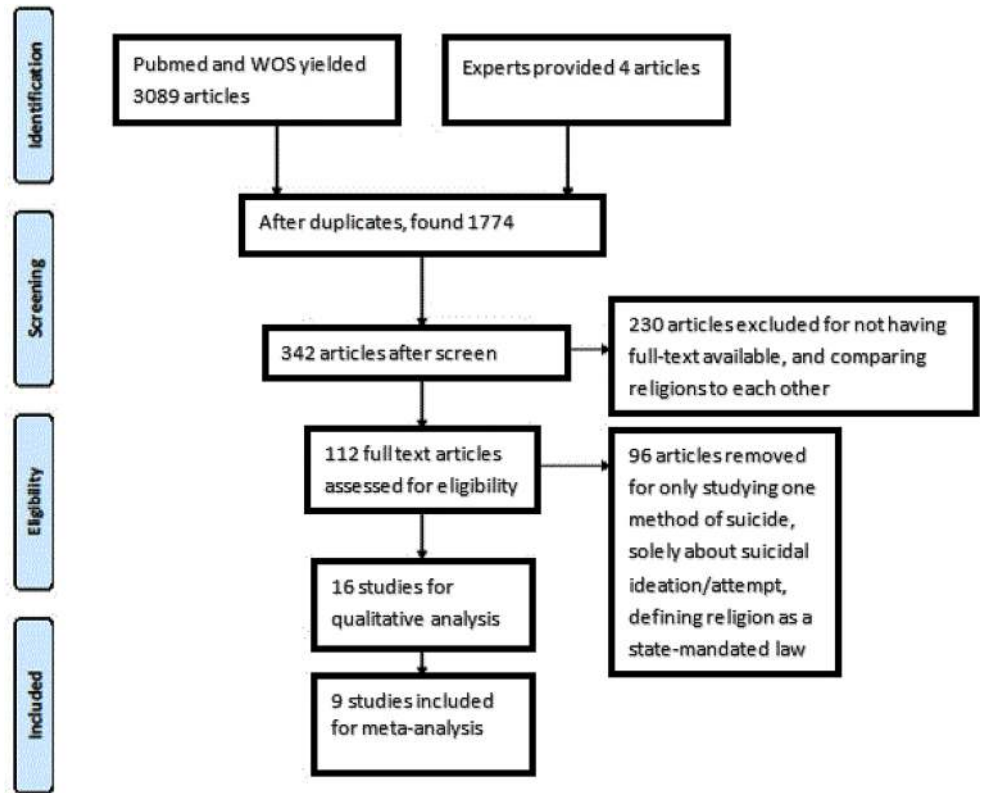 Identification
Pubmed and WOS yielded
3089 articles
Experts provided 4 articles
After duplicates, found 1774
Screening
342 articles after screen
230 articles excluded for not having
full-text available, and comparing
religions to each other
Eligibility
112 full text articles
assessed for eligibility
96 articles removed
for only studying one
method of suicide,
solely about suicidal
ideation/attempt,
defining religion as a
state-mandated law
16 studies for
qualitative analysis
Included
9 studies included
for meta-analysis